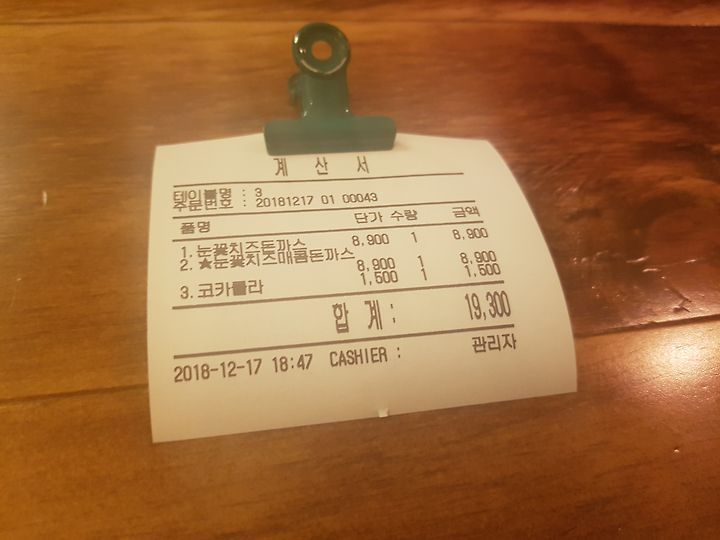 계 산 서
테이블명 : 3
주문번호 : 20181217 01 00043
품명 단가 수량 금액
1. 눈꽃치즈돈까스 8,900 1 8,900
2. ★눈꽃치즈매콤돈까스
8,900 1 8,900
3. 코카콜라 1,500 1 1,500
합 계 : 19,300
2018-12-17 18:47 CASHIER : 관리자